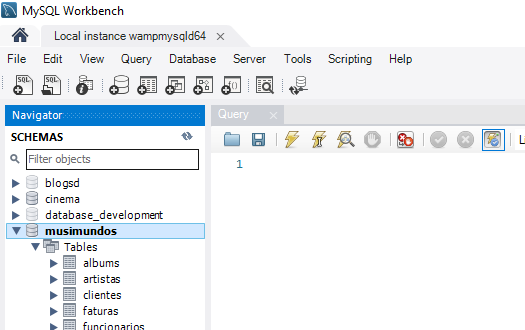 MySQL Workbench
Local instance wampmysqld64
File Edit View Query Database Server Tools Scripting Help
SQL SQL
Navigator
Query
SCHEMAS
Filter objects
1
blogsd
cinema
database_development
musimundos
Tables
albums
artistas
clientes
faturas
funcionarios